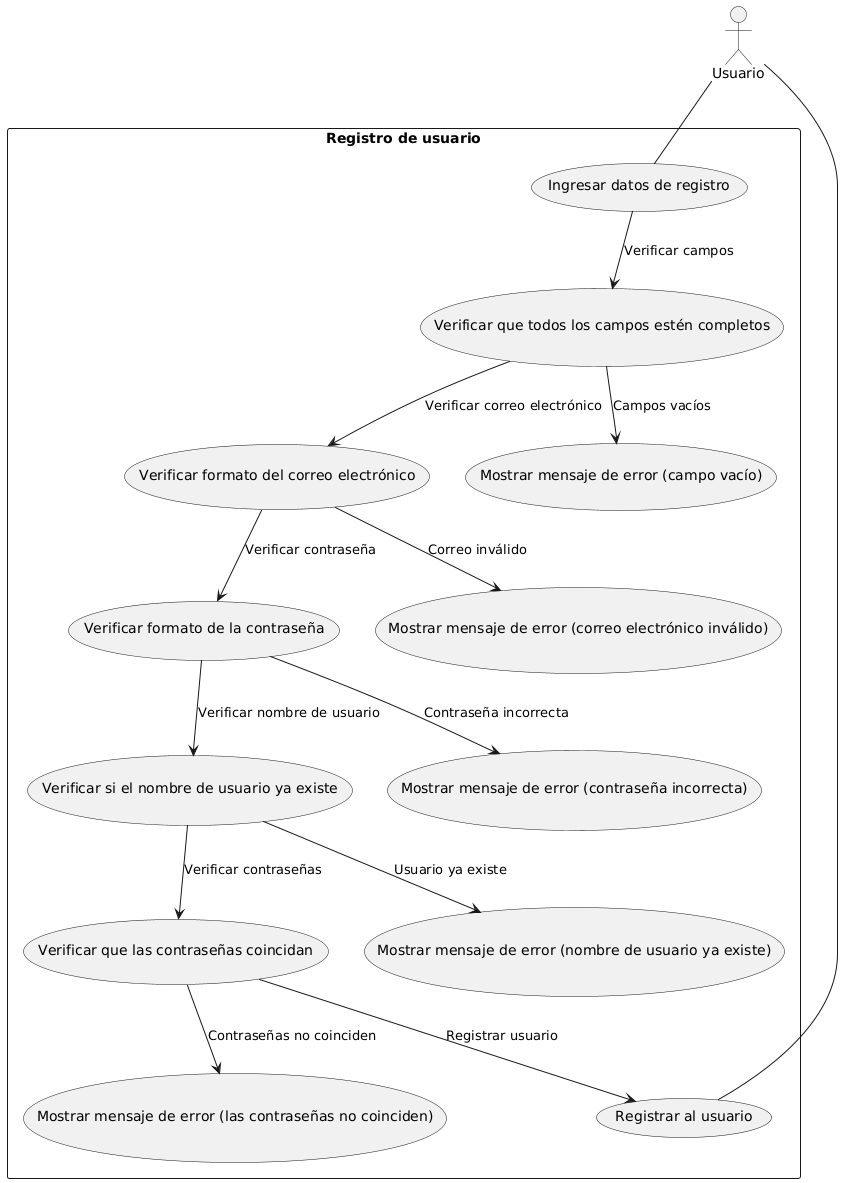 Usuario
Registro de usuario
Ingresar datos de registro
Verificar campos
Verificar que todos los campos estén completos
Verificar correo electrónico
Campos vacíos
Verificar formato del correo electrónico
Mostrar mensaje de error (campo vacío)
Verificar contraseña
Correo inválido
Verificar formato de la contraseña
Mostrar mensaje de error (correo electrónico inválido)
Verificar nombre de usuario
Contraseña incorrecta
Verificar si el nombre de usuario ya existe
Mostrar mensaje de error (contraseña incorrecta)
Verificar contraseñas
Usuario ya existe
Verificar que las contraseñas coincidan
Mostrar mensaje de error (nombre de usuario ya existe)
Contraseñas no coinciden
Registrar usuario
Mostrar mensaje de error (las contraseñas no coinciden)
Registrar al usuario